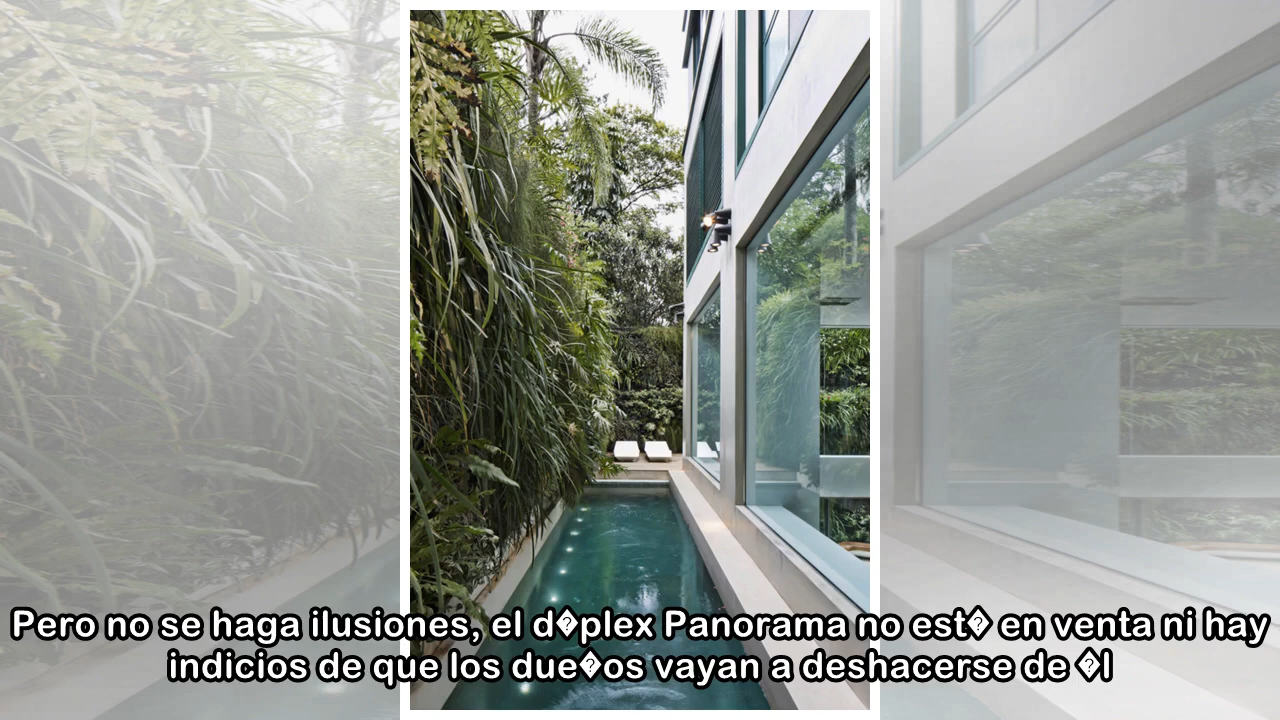 Pero no se haga ilusiones, el d�plex Panorama no est� en venta ni hay
indicios de que los due�os vayan a deshacerse de �l